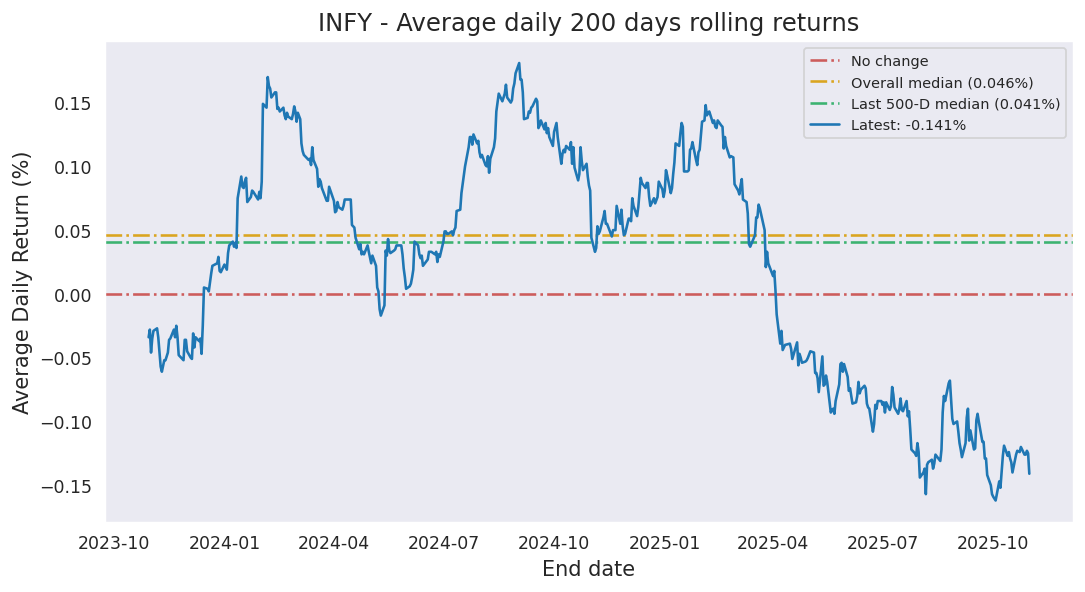 INFY - Average daily 200 days rolling returns
No change
Overall median (0.046%)
Last 500-D median (0.041%)
Latest: -0.141%
Average Daily Return (%)
0.15
0.10
0.05
0.00
−0.05
−0.10
−0.15
2023-10 2024-01 2024-04 2024-07 2024-10 2025-01 2025-04 2025-07 2025-10
End date